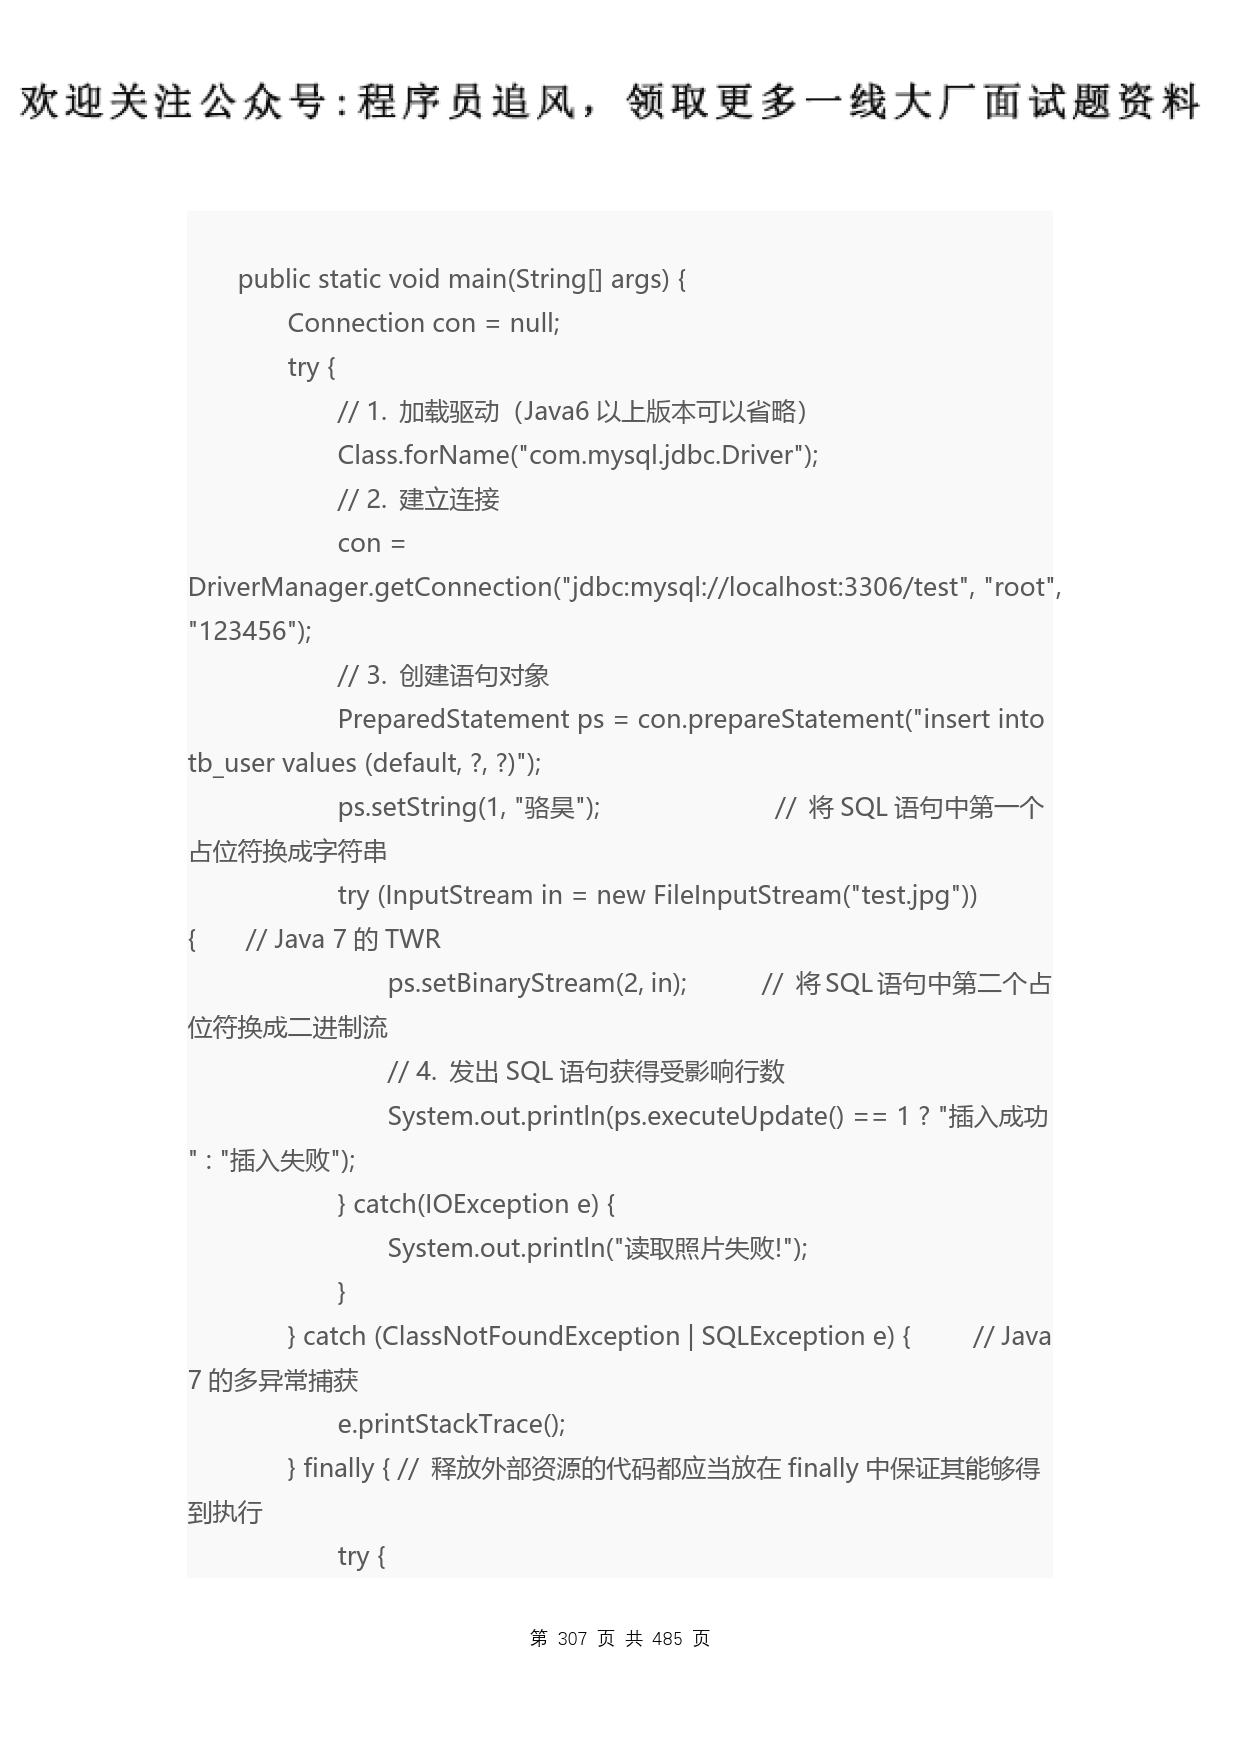 欢迎关注公众号:程序员追风，领取更多一线大厂面试题资料
public static void main(String[] args) {
Connection con = null;
try {
// 1. 加载驱动（Java6 以上版本可以省略）
Class.forName("com.mysql.jdbc.Driver");
// 2. 建立连接
con =
DriverManager.getConnection("jdbc:mysql://localhost:3306/test", "root",
"123456");
// 3. 创建语句对象
PreparedStatement ps = con.prepareStatement("insert into
tb_user values (default, ?, ?)");
ps.setString(1, "骆昊"); // 将 SQL 语句中第一个
占位符换成字符串
try (InputStream in = new FileInputStream("test.jpg"))
{ // Java 7 的 TWR
ps.setBinaryStream(2, in); // 将 SQL 语句中第二个占
位符换成二进制流
// 4. 发出 SQL 语句获得受影响行数
System.out.println(ps.executeUpdate() == 1 ? "插入成功
" : "插入失败");
} catch(IOException e) {
System.out.println("读取照片失败!");
}
} catch (ClassNotFoundException | SQLException e) { // Java
7 的多异常捕获
e.printStackTrace();
} finally { // 释放外部资源的代码都应当放在 finally 中保证其能够得
到执行
try {
第 307 页 共 485 页